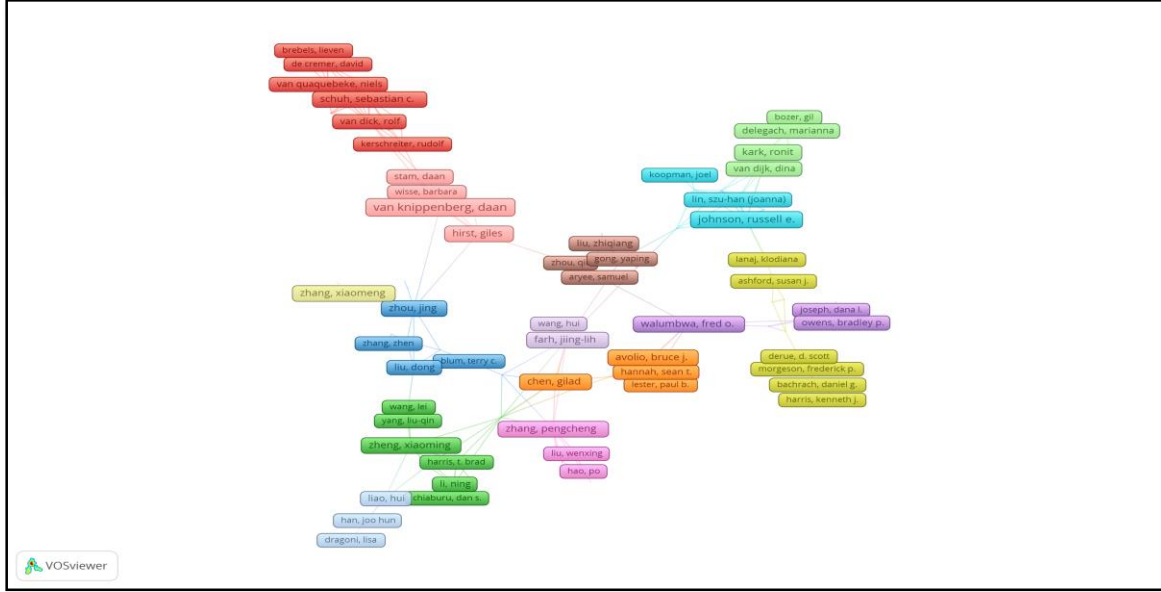 brebels, lieven
de cremer, david
van quaquebeke, niels
schuh, sebastian c.
van dick, rolf
kerschreiter, rudolf
stam, daan
wisse, barbara
van knippenberg, daan
hirst, giles
bozer, gil
delegach, marianna
kark, ronit
van dijk, dina
koopman, joel
lin, szu-han (joanna)
johnson, russell e.
liu, zhiqiang
zhou, qi
gong, yaping
aryee, samuel
lanaj, klodiana
ashford, susan j.
zhang, xiaomeng
zhou, jing
zhang, zhen
blum, terry c.
liu, dong
wang, hui
farh, jiing-lih
walumbwa, fred o.
joseph, dana l.
owens, bradley p.
avolio, bruce j.
hannah, sean t.
lester, paul b.
chen, gilad
derue, d. scott
morgeson, frederick p.
bachrach, daniel g.
harris, kenneth j.
wang, lei
yang, liu-qin
zheng, xiaoming
harris, t. brad
li, ning
liao, hui
chiaburu, dan s.
han, joo hun
dragoni, lisa
zhang, pengcheng
liu, wenxing
hao, po
VOSviewer